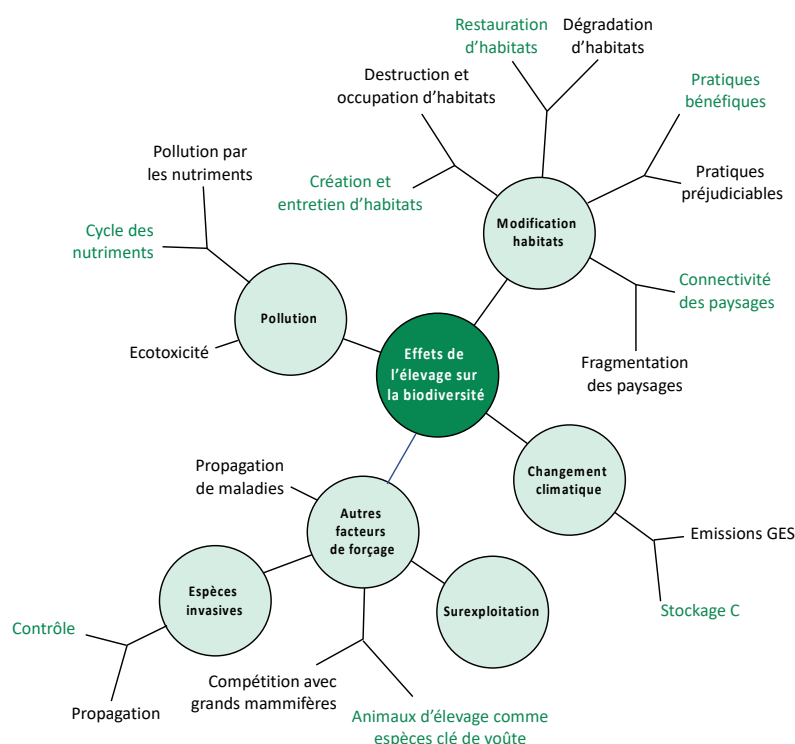 Restauration
d'habitats
Dégradation
d'habitats
Destruction et
occupation d'habitats
Pratiques
bénéfiques
Pollution par
les nutriments
Création et
entretien d'habitats
Pratiques
préjudiciables
Modification
habitats
Cycle des
nutriments
Connectivité
des paysages
Pollution
Ecotoxicité
Effets de
l'élevage sur
la biodiversité
Fragmentation
des paysages
Propagation
de maladies
Changement
climatique
Autres
facteurs
de forçage
Emissions GES
Espèces
invasives
Surexploitation
Stockage C
Contrôle
Propagation
Compétition avec
grands mammifères
Animaux d'élevage comme
espèces clé de voûte